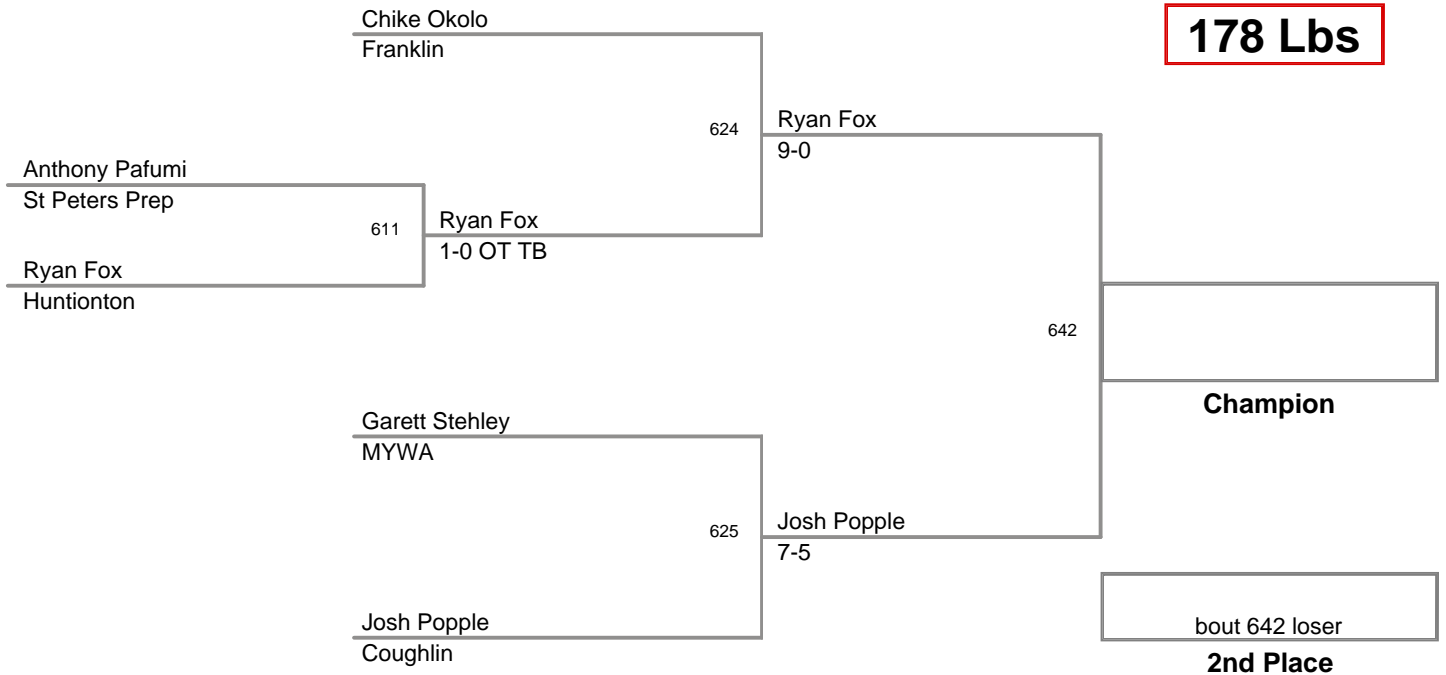 Chike Okolo
Franklin
178 Lbs
624
Ryan Fox
9-0
Anthony Pafumi
St Peters Prep
611
Ryan Fox
1-0 OT TB
Ryan Fox
Huntionton
642
Champion
Garett Stehley
MYWA
625
Josh Popple
7-5
Josh Popple
Coughlin
bout 642 loser
2nd Place